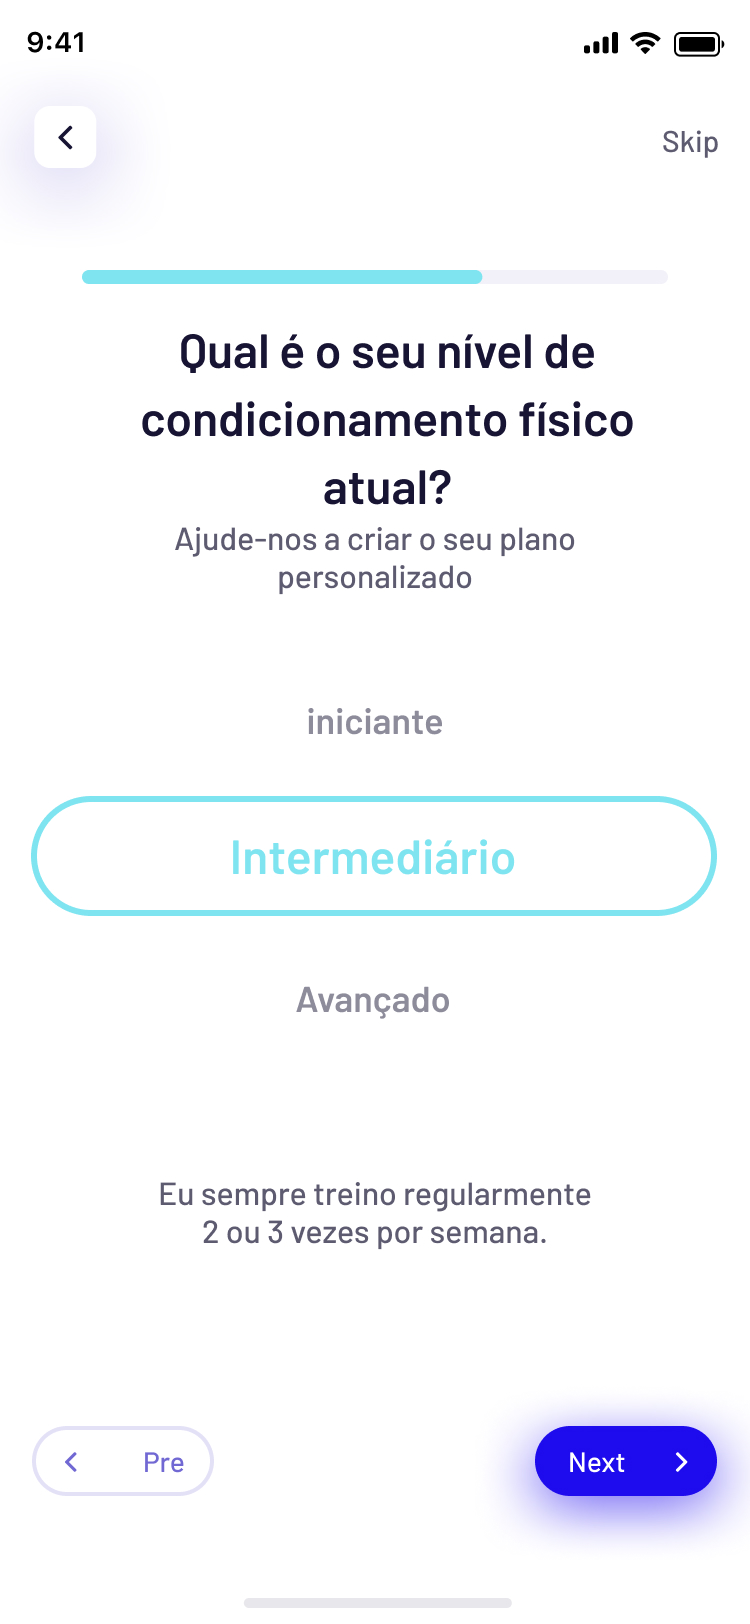 9:41
Skip
Qual é o seu nível de
condicionamento físico
atual?
Ajude-nos a criar o seu plano
personalizado
iniciante
Intermediário
Avançado
Eu sempre treino regularmente
2 ou 3 vezes por semana.
Pre
Next